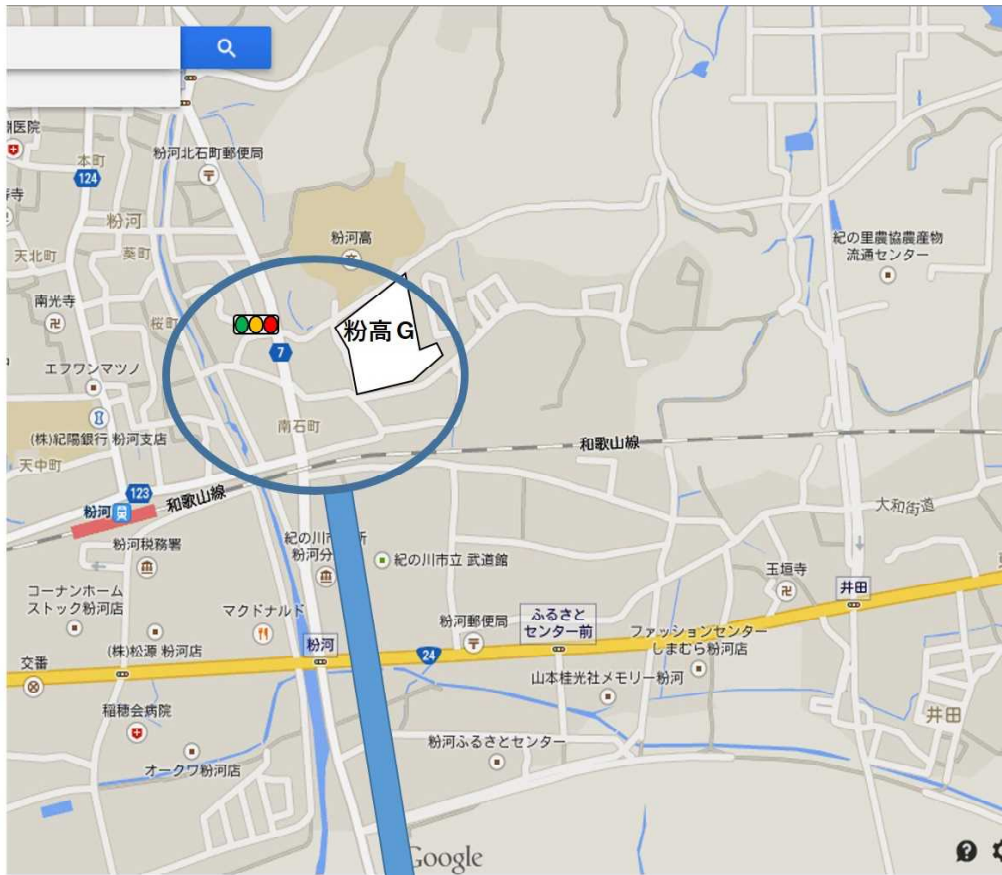 粉河北石町郵便局
医院
本町
124
寺
粉河
天北町
葵町
粉河高
紀の里農協農産物
流通センター
南光寺
桜町
粉高G
7
エフワンマツノ
(株)紀陽銀行 粉河支店
南石町
天中町
和歌山線
123
和歌山線
粉河
大和街道
粉河税務署
紀の川市
所
粉河分
紀の川市立 武道館
玉垣寺
井田
コーナンホーム
ストック粉河店
マクドナルド
粉河郵便局
ふるさと
センター前
ファッションセンター
しまむら粉河店
(株)松源 粉河店
粉河
24
交番
山本桂光社メモリー粉河
稲穂会病院
井田
粉河ふるさとセンター
オークワ粉河店
Google